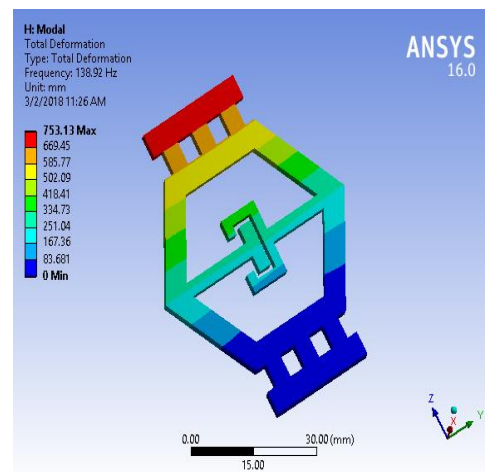 H: Modal
Total Deformation
Type: Total Deformation
Frequency: 138.92 Hz
Unit: mm
3/2/2018 11:26 AM
ANSYS
16.0
753.13 Max
669.45
585.77
502.09
418.41
334.73
251.04
167.36
83.681
0 Min
0.00 30.00 (mm)
15.00
Z
Y
X